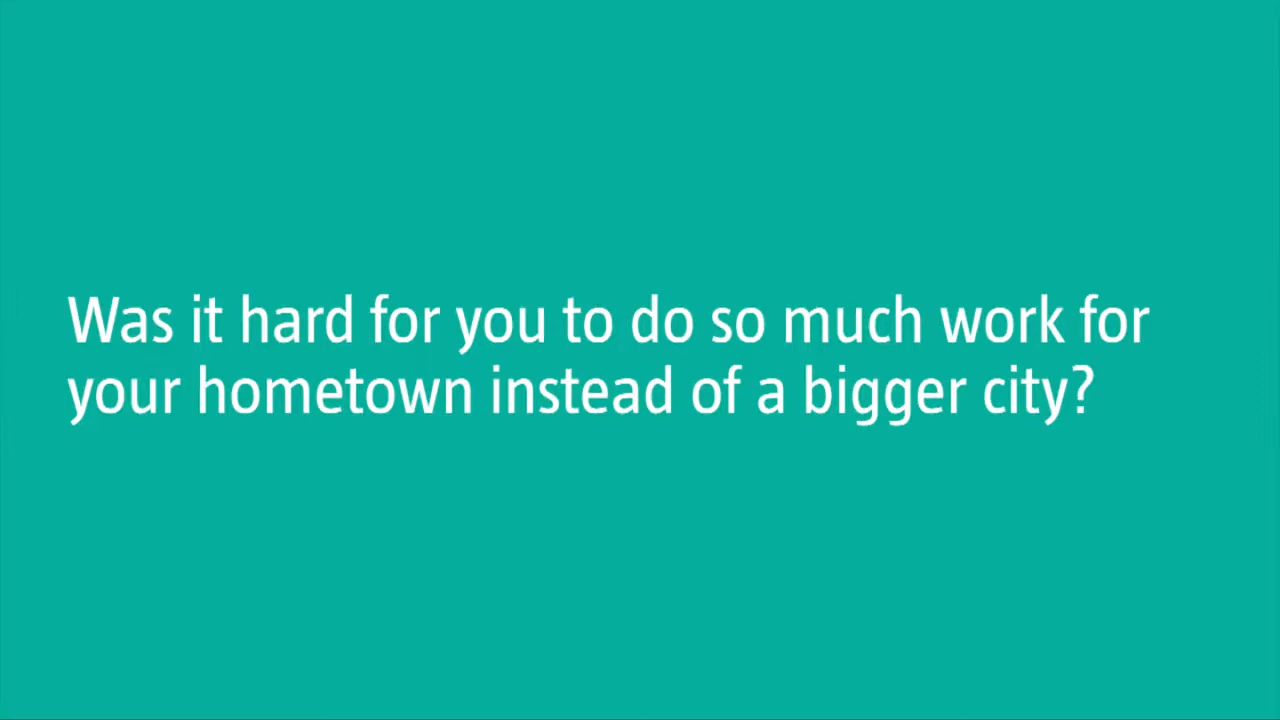 Was it hard for you to do so much work for
your hometown instead of a bigger city?